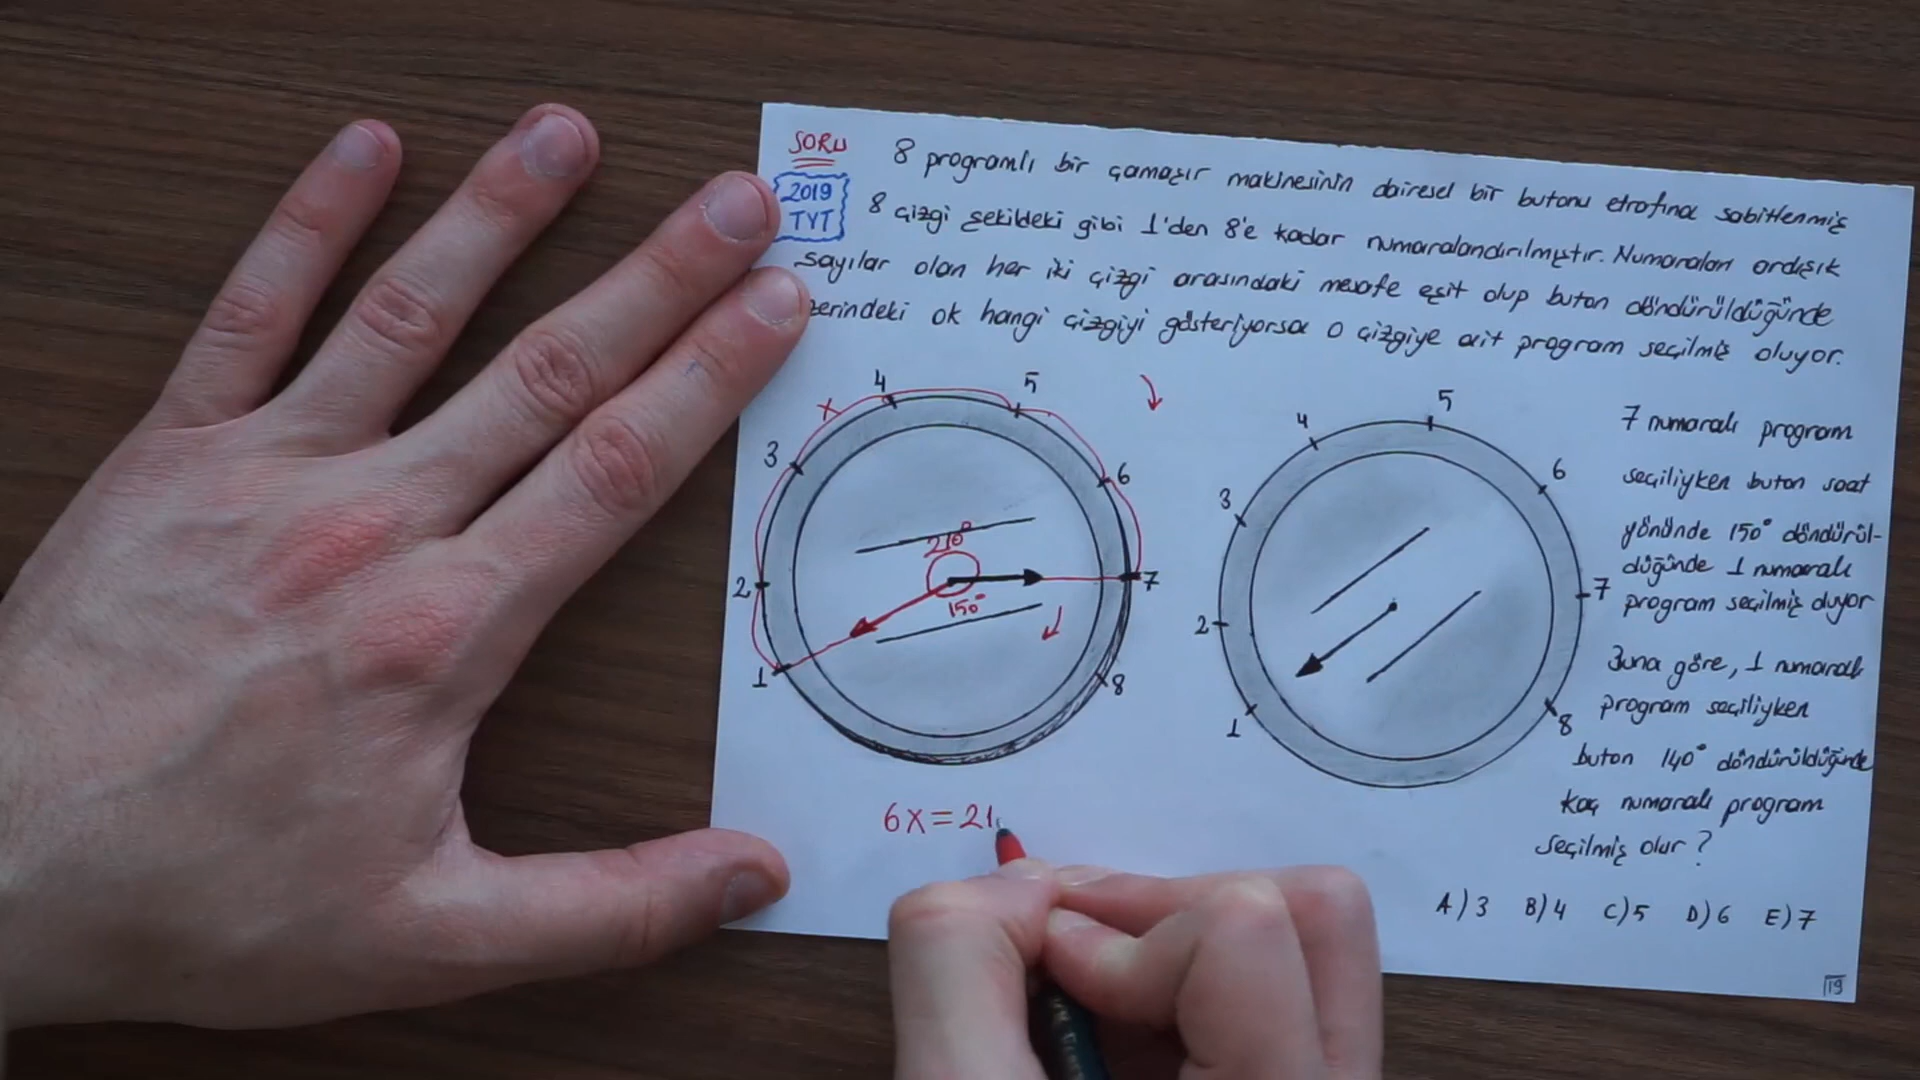 SORU
2019
TYT
8 programlı bir çamaşır makinesinin dairesel bir butonu etrafına sabitlenmiş
8 çizgi şekildeki gibi 1'den 8'e kadar numaralandırılmıştır. Numaraları ardışık
sayılar olan her iki çizgi arasındaki mesafe eşit olup buton döndürüldüğünde
zerindeki ok hangi çizgiyi gösteriyorsa o çizgiye ait program seçilmiş oluyor.
4 5
X
3 6
210°
2 7
150°
1 8
6X=21
5
4
6
3
7
2
1
8
7 numaralı program
seçiliyken buton saat
yönünde 150° döndürül-
düğünde 1 numaralı
program seçilmiş oluyor
Buna göre, 1 numaralı
program seçiliyken
buton 140° döndürüldüğünde
kaç numaralı program
seçilmiş olur?
A)3 B)4 C)5 D)6 E)7
19